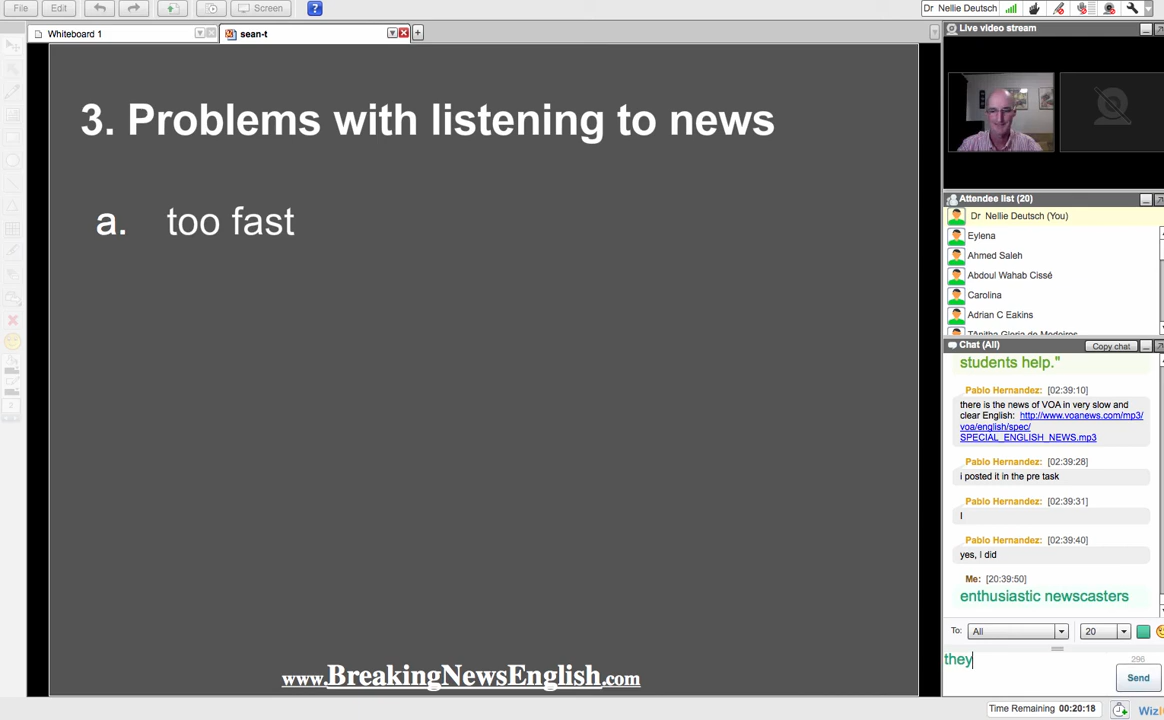 File Edit Screen ? Dr Nellie Deutsch
Whiteboard 1 sean-t
Live video stream
3. Problems with listening to news
a. too fast
www.BreakingNewsEnglish.com
Attendee list (20)
Dr Nellie Deutsch (You)
Eylena
Ahmed Saleh
Abdoul Wahab Cissé
Carolina
Adrian C Eakins
TAnitha Gloria de Medeiros
Chat (All) Copy chat
students help."
Pablo Hernandez: [02:39:10]
there is the news of VOA in very slow and
clear English: http://www.voanews.com/mp3/
voa/english/spec/
SPECIAL_ENGLISH_NEWS.mp3
Pablo Hernandez: [02:39:28]
i posted it in the pre task
Pablo Hernandez: [02:39:31]
I
Pablo Hernandez: [02:39:40]
yes, I did
Me: [20:39:50]
enthusiastic newscasters
To: All 20
they
296
Send
Time Remaining 00:20:18